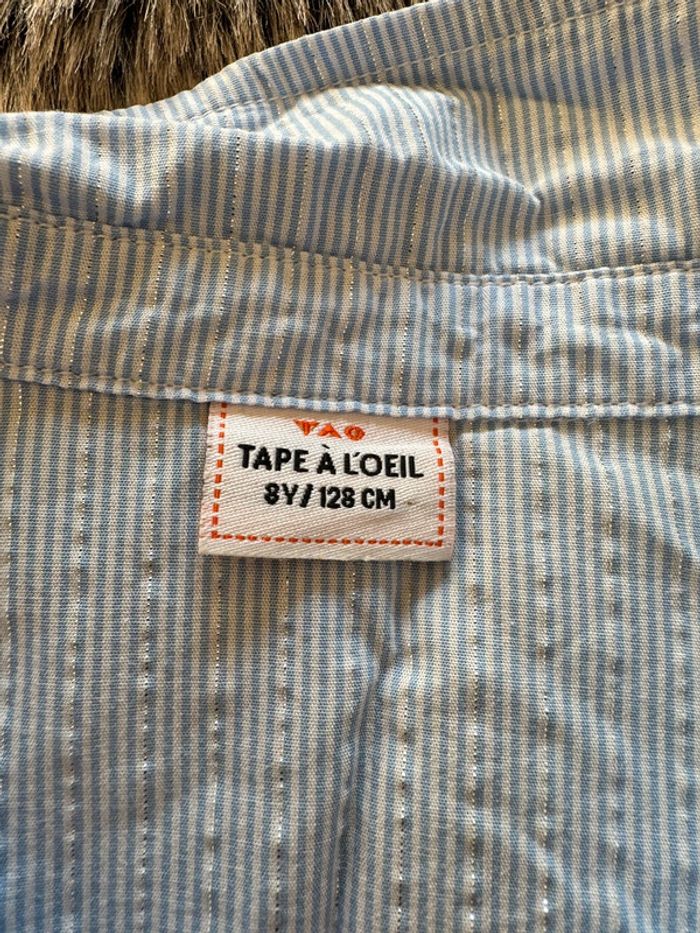 TAO
TAPE À L'OEIL
8Y/128 CM